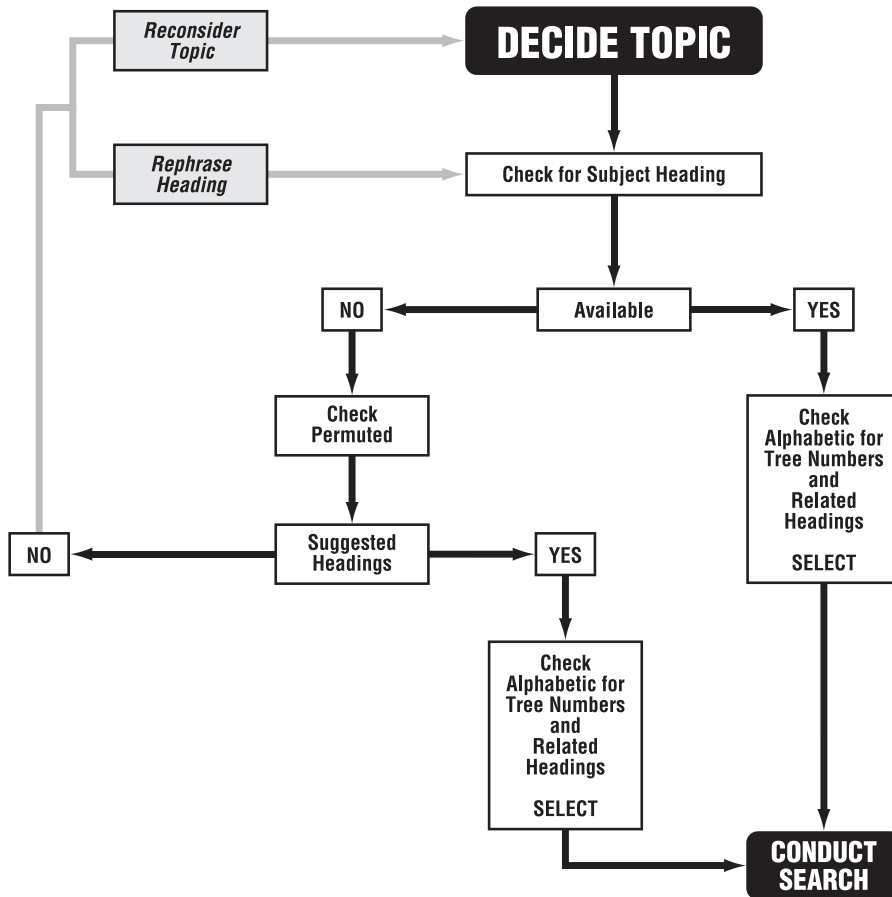 Reconsider
Topic
DECIDE TOPIC
Rephrase
Heading
Check for Subject Heading
NO
Available
YES
Check
Permuted
Check
Alphabetic for
Tree Numbers
and
Related
Headings
SELECT
NO
Suggested
Headings
YES
Check
Alphabetic for
Tree Numbers
and
Related
Headings
SELECT
CONDUCT
SEARCH